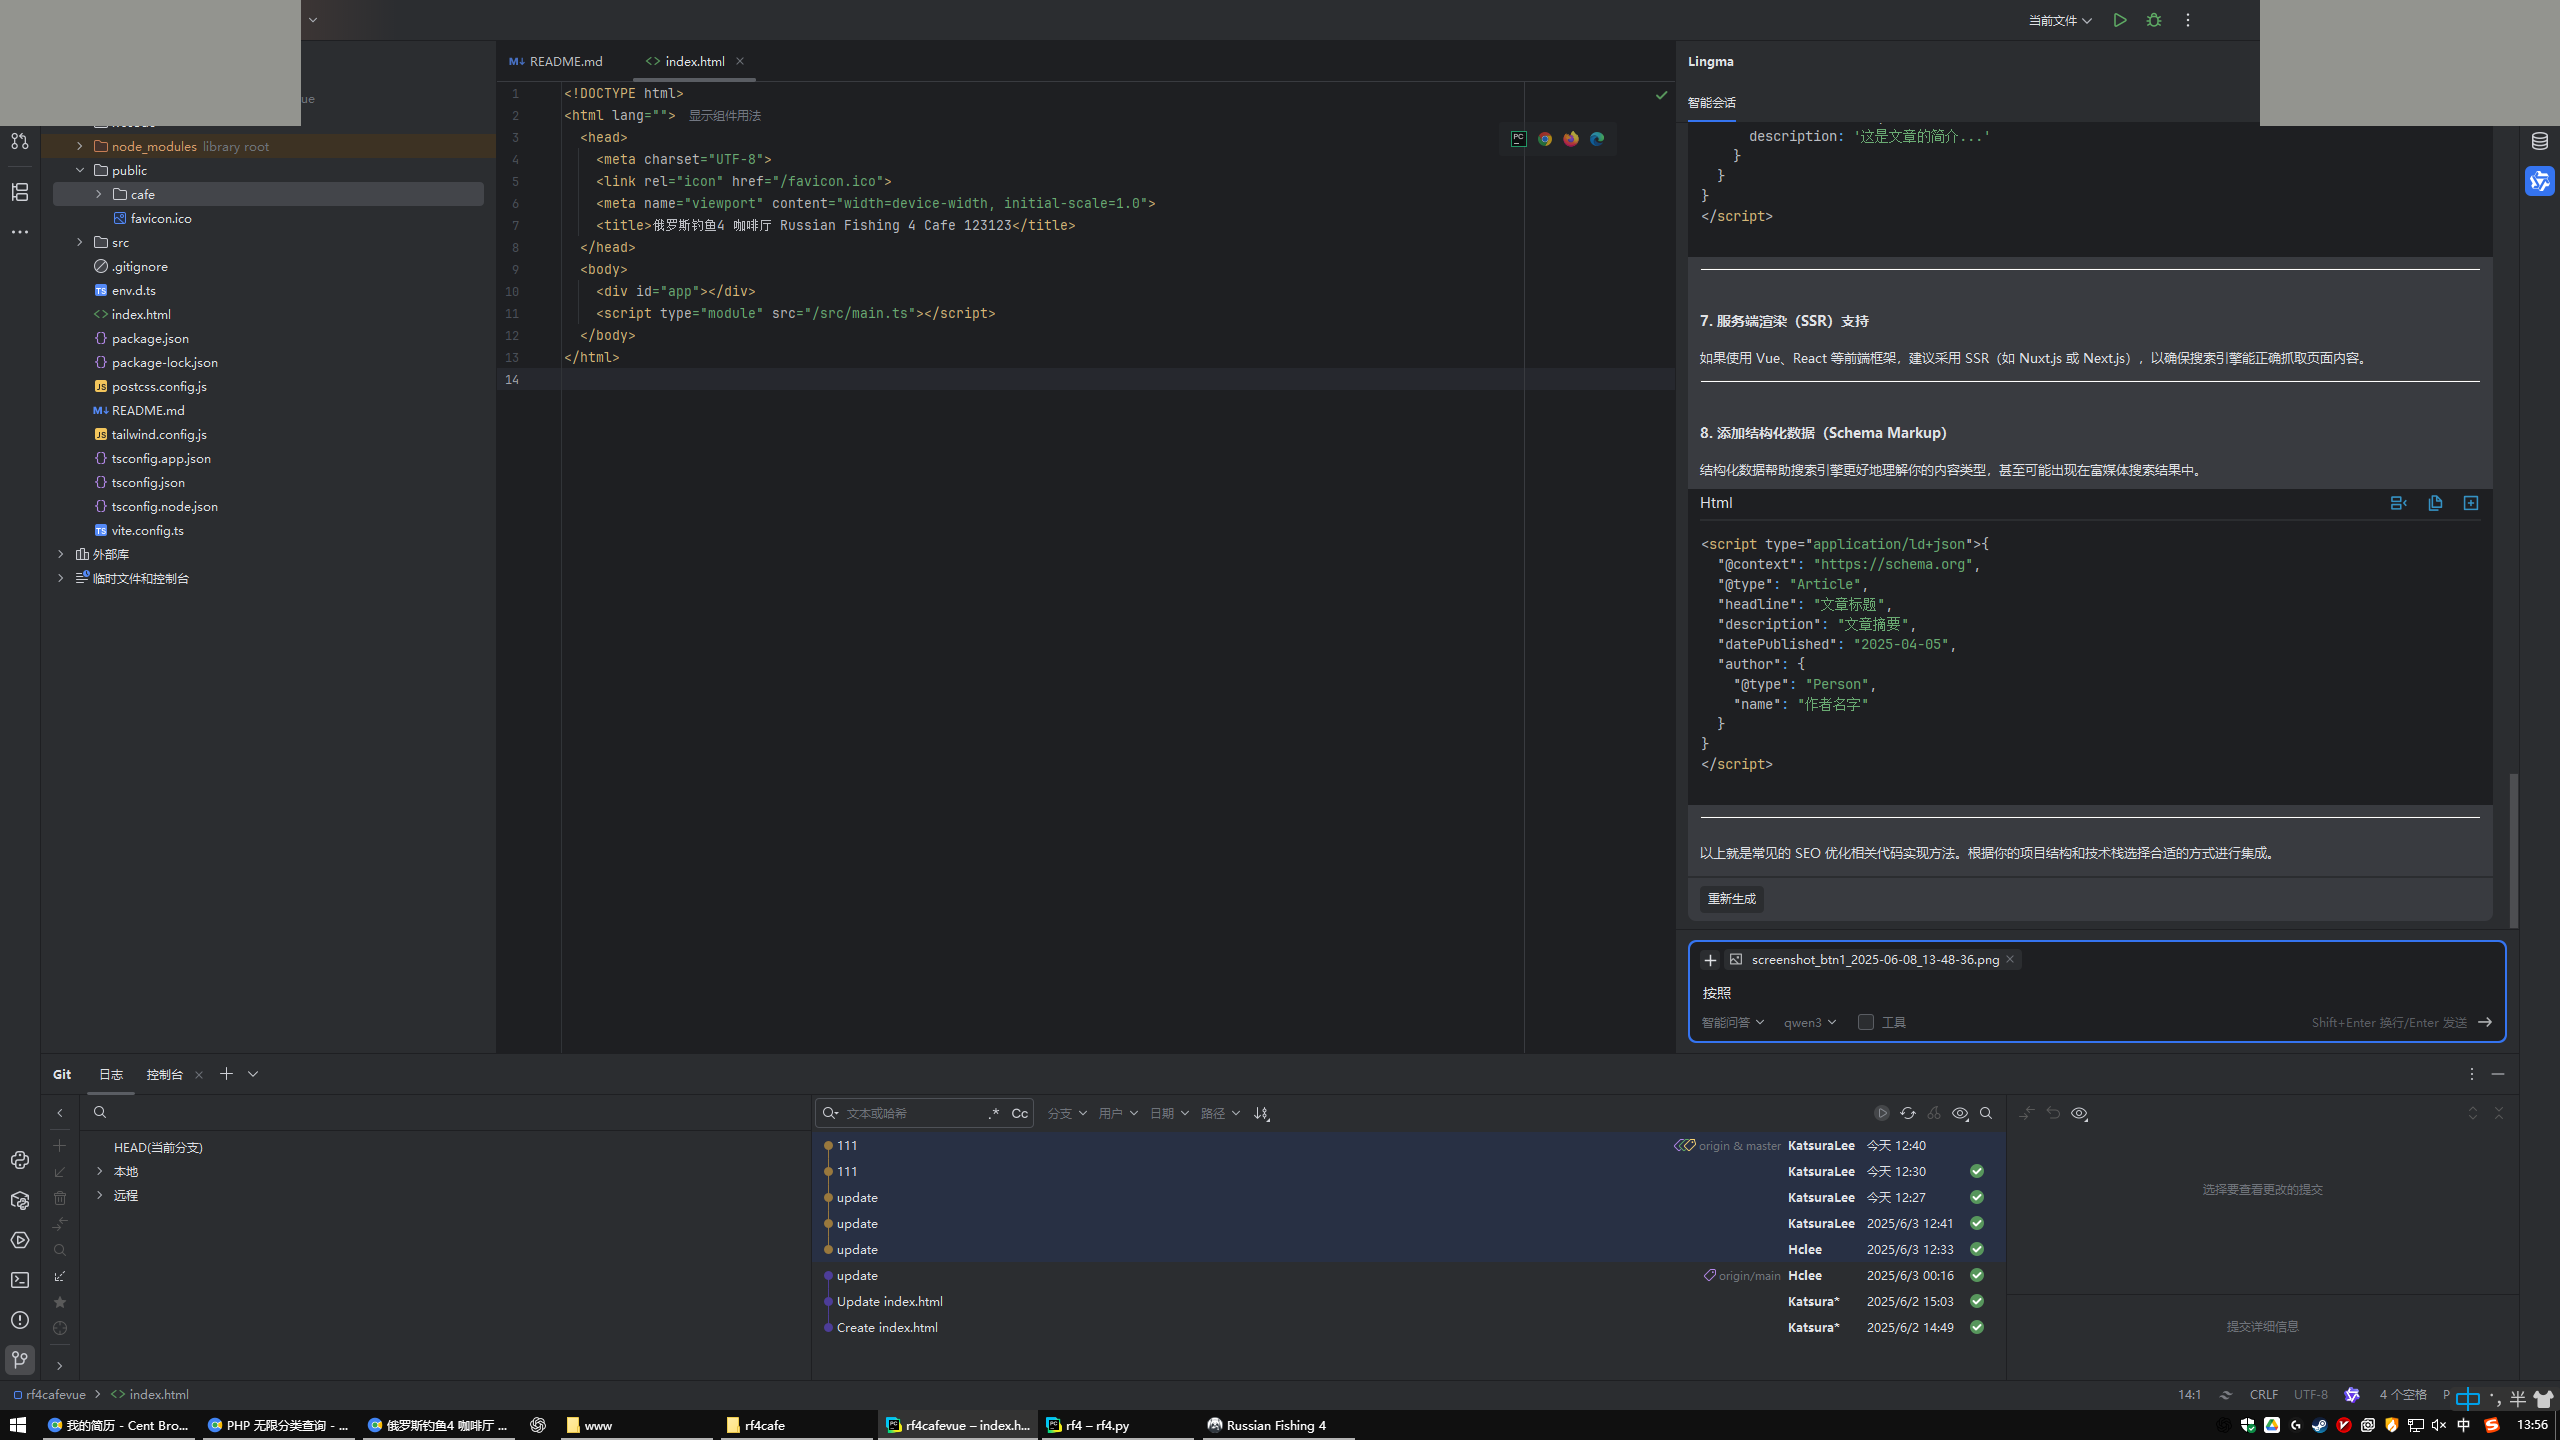 当前文件
ue
node_modules library root
public
cafe
favicon.ico
src
.gitignore
env.d.ts
index.html
package.json
package-lock.json
postcss.config.js
README.md
tailwind.config.js
tsconfig.app.json
tsconfig.json
tsconfig.node.json
vite.config.ts
外部库
临时文件和控制台
README.md
index.html
1 <!DOCTYPE html>
2 <html lang=""> 显示组件用法
3 <head>
4 <meta charset="UTF-8">
5 <link rel="icon" href="/favicon.ico">
6 <meta name="viewport" content="width=device-width, initial-scale=1.0">
7 <title>俄罗斯钓鱼4 咖啡厅 Russian Fishing 4 Cafe 123123</title>
8 </head>
9 <body>
10 <div id="app"></div>
11 <script type="module" src="/src/main.ts"></script>
12 </body>
13 </html>
14
Lingma
智能会话
description: '这是文章的简介...'
}
}
}
</script>
7. 服务端渲染（SSR）支持
如果使用 Vue、React 等前端框架，建议采用 SSR（如 Nuxt.js 或 Next.js），以确保搜索引擎能正确抓取页面内容。
8. 添加结构化数据（Schema Markup）
结构化数据帮助搜索引擎更好地理解你的内容类型，甚至可能出现在富媒体搜索结果中。
Html
<script type="application/ld+json">{
"@context": "https://schema.org",
"@type": "Article",
"headline": "文章标题",
"description": "文章摘要",
"datePublished": "2025-04-05",
"author": {
"@type": "Person",
"name": "作者名字"
}
}
</script>
以上就是常见的 SEO 优化相关代码实现方法。根据你的项目结构和技术栈选择合适的方式进行集成。
重新生成
screenshot_btn1_2025-06-08_13-48-36.png
按照
智能问答 qwen3 工具 Shift+Enter 换行/Enter 发送
Git 日志 控制台
HEAD(当前分支)
本地
远程
文本或哈希 .* Cc 分支 用户 日期 路径
111 origin & master KatsuraLee 今天 12:40
111 KatsuraLee 今天 12:30
update KatsuraLee 今天 12:27
update KatsuraLee 2025/6/3 12:41
update Hclee 2025/6/3 12:33
update origin/main Hclee 2025/6/3 00:16
Update index.html Katsura* 2025/6/2 15:03
Create index.html Katsura* 2025/6/2 14:49
选择要查看更改的提交
提交详细信息
rf4cafevue index.html
14:1 CRLF UTF-8 4 个空格 P 中 半
我的简历 - Cent Bro... PHP 无限分类查询 - ... 俄罗斯钓鱼4 咖啡厅 ... www rf4cafe rf4cafevue – index.h... rf4 – rf4.py Russian Fishing 4
中 13:56